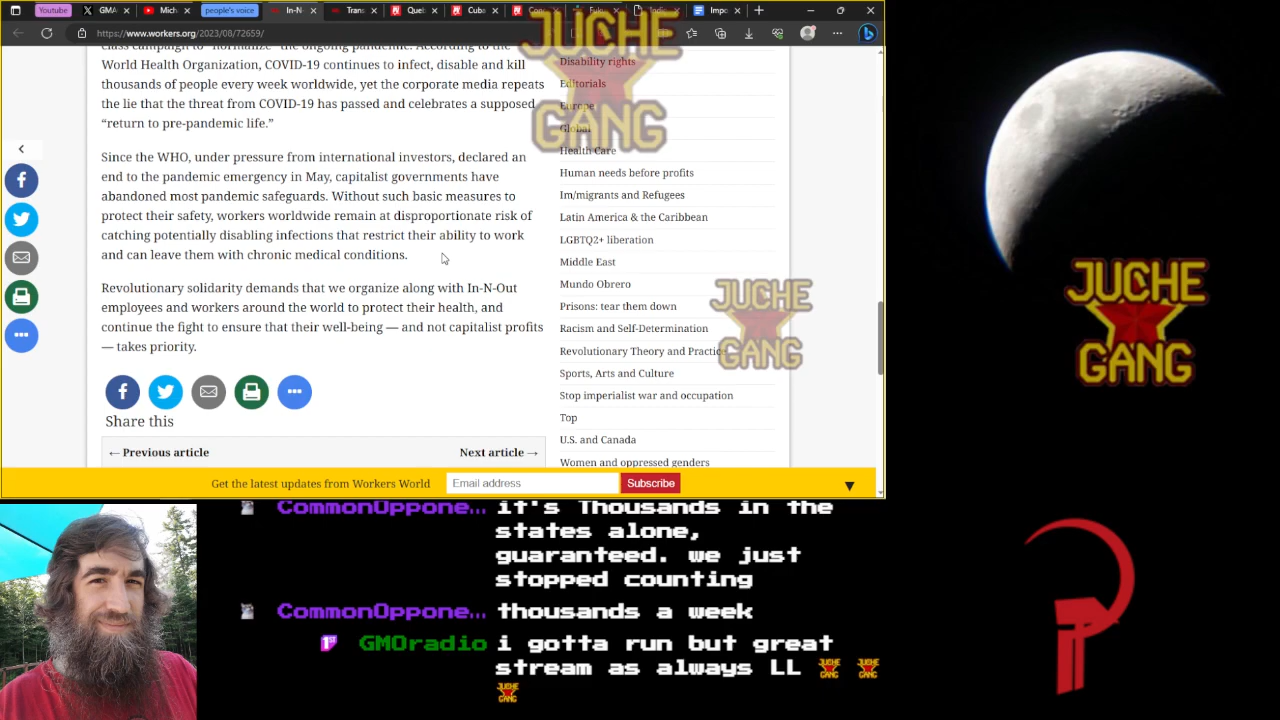 Youtube
GMA
Mich
people's voice
In-N-
Trans
Queb
Cuba
Impo
https://www.workers.org/2023/08/72659/
class campaign to "normalize" the ongoing pandemic. According to the
World Health Organization, COVID-19 continues to infect, disable and kill
thousands of people every week worldwide, yet the corporate media repeats
the lie that the threat from COVID-19 has passed and celebrates a supposed
“return to pre-pandemic life.”
Since the WHO, under pressure from international investors, declared an
end to the pandemic emergency in May, capitalist governments have
abandoned most pandemic safeguards. Without such basic measures to
protect their safety, workers worldwide remain at disproportionate risk of
catching potentially disabling infections that restrict their ability to work
and can leave them with chronic medical conditions.
Revolutionary solidarity demands that we organize along with In-N-Out
employees and workers around the world to protect their health, and
continue the fight to ensure that their well-being — and not capitalist profits
— takes priority.
Share this
← Previous article
Next article →
Disability rights
Editorials
Europe
Global
Health Care
Human needs before profits
Im/migrants and Refugees
Latin America & the Caribbean
LGBTQ2+ liberation
Middle East
Mundo Obrero
Prisons: tear them down
Racism and Self-Determination
Revolutionary Theory and Practice
Sports, Arts and Culture
Stop imperialist war and occupation
Top
U.S. and Canada
Women and oppressed genders
Get the latest updates from Workers World
Email address
Subscribe
JUCHE
GANG
JUCHE
GANG
JUCHE
GANG
CommonOppone... it's Thousands in the
states alone,
guaranteed. we just
stopped counting
CommonOppone... thousands a week
GMOradio i gotta run but great
stream as always LL